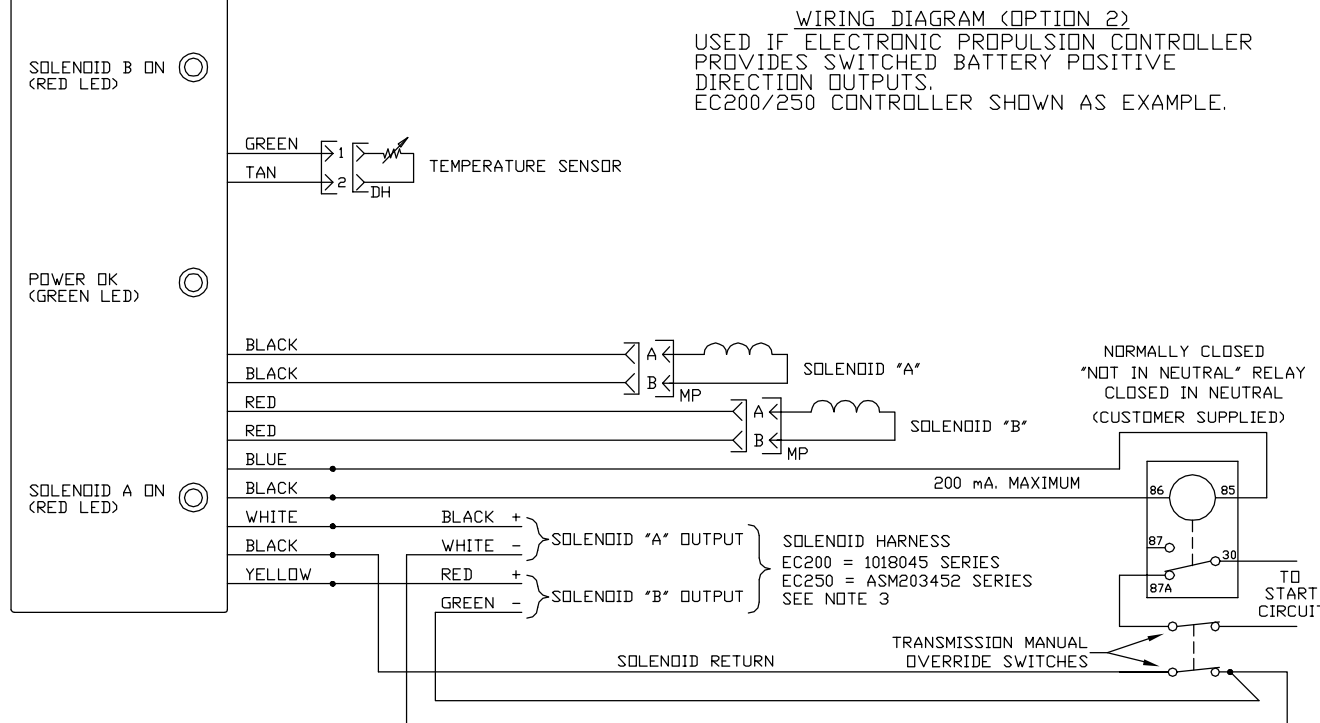 WIRING DIAGRAM (OPTION 2)
USED IF ELECTRONIC PROPULSION CONTROLLER
PROVIDES SWITCHED BATTERY POSITIVE
DIRECTION OUTPUTS.
EC200/250 CONTROLLER SHOWN AS EXAMPLE.
SOLENOID B ON
(RED LED)
GREEN
TAN
1
2
DH
TEMPERATURE SENSOR
POWER OK
(GREEN LED)
BLACK
BLACK
A
B
MP
SOLENOID "A"
RED
RED
A
B
MP
SOLENOID "B"
NORMALLY CLOSED
"NOT IN NEUTRAL" RELAY
CLOSED IN NEUTRAL
(CUSTOMER SUPPLIED)
BLUE
SOLENOID A ON
(RED LED)
BLACK
200 mA. MAXIMUM
86
85
87
30
87A
WHITE
BLACK
YELLOW
BLACK +
WHITE -
SOLENOID "A" OUTPUT
RED +
GREEN -
SOLENOID "B" OUTPUT
SOLENOID HARNESS
EC200 = 1018045 SERIES
EC250 = ASM203452 SERIES
SEE NOTE 3
TO
START
CIRCUIT
TRANSMISSION MANUAL
OVERRIDE SWITCHES
SOLENOID RETURN